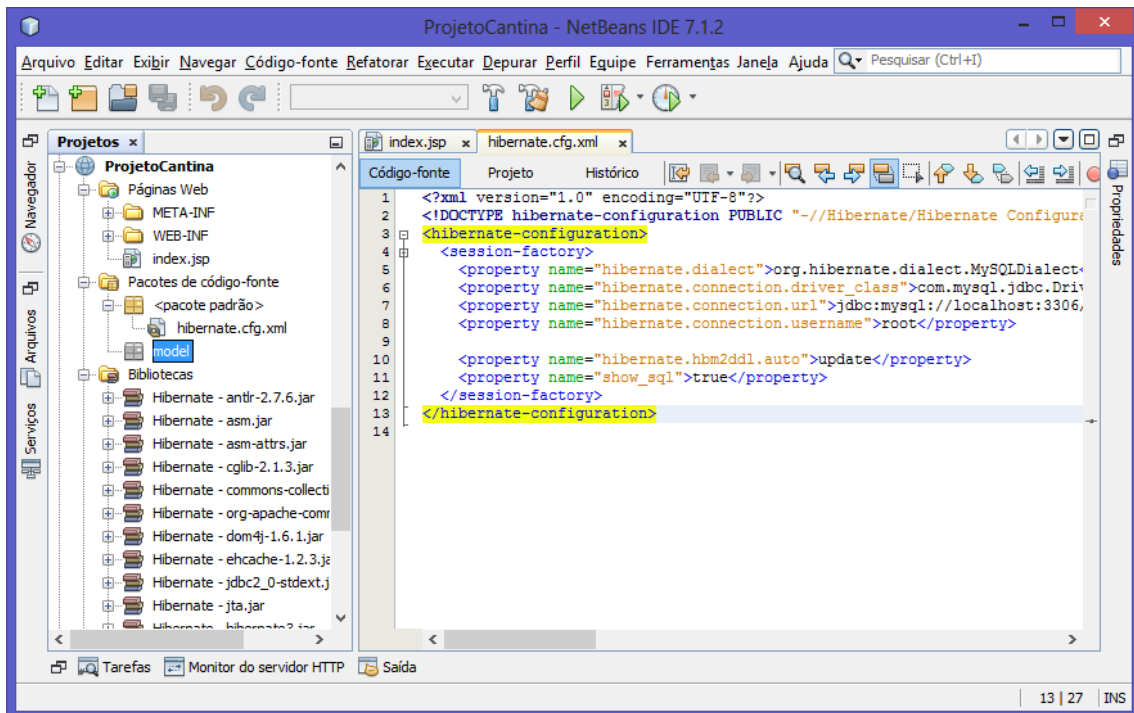 ProjetoCantina - NetBeans IDE 7.1.2
Arquivo Editar Exibir Navegar Código-fonte Refatorar Executar Depurar Perfil Equipe Ferramentas Janela Ajuda Pesquisar (Ctrl+I)
Navegador
Arquivos
Serviços
Projetos
ProjetoCantina
Páginas Web
META-INF
WEB-INF
index.jsp
Pacotes de código-fonte
<pacote padrão>
hibernate.cfg.xml
model
Bibliotecas
Hibernate - antlr-2.7.6.jar
Hibernate - asm.jar
Hibernate - asm-attrs.jar
Hibernate - cglib-2.1.3.jar
Hibernate - commons-collecti
Hibernate - org-apache-comm
Hibernate - dom4j-1.6.1.jar
Hibernate - ehcache-1.2.3.ja
Hibernate - jdbc2_0-stdext.j
Hibernate - jta.jar
Hibernate - hibernate3.jar
index.jsp hibernate.cfg.xml
Código-fonte Projeto Histórico
1 <?xml version="1.0" encoding="UTF-8"?>
2 <!DOCTYPE hibernate-configuration PUBLIC "-//Hibernate/Hibernate Configura
3 <hibernate-configuration>
4 <session-factory>
5 <property name="hibernate.dialect">org.hibernate.dialect.MySQLDialect<
6 <property name="hibernate.connection.driver_class">com.mysql.jdbc.Driv
7 <property name="hibernate.connection.url">jdbc:mysql://localhost:3306/
8 <property name="hibernate.connection.username">root</property>
9
10 <property name="hibernate.hbm2ddl.auto">update</property>
11 <property name="show_sql">true</property>
12 </session-factory>
13 </hibernate-configuration>
14
Propriedades
Tarefas Monitor do servidor HTTP Saída
13 | 27 INS